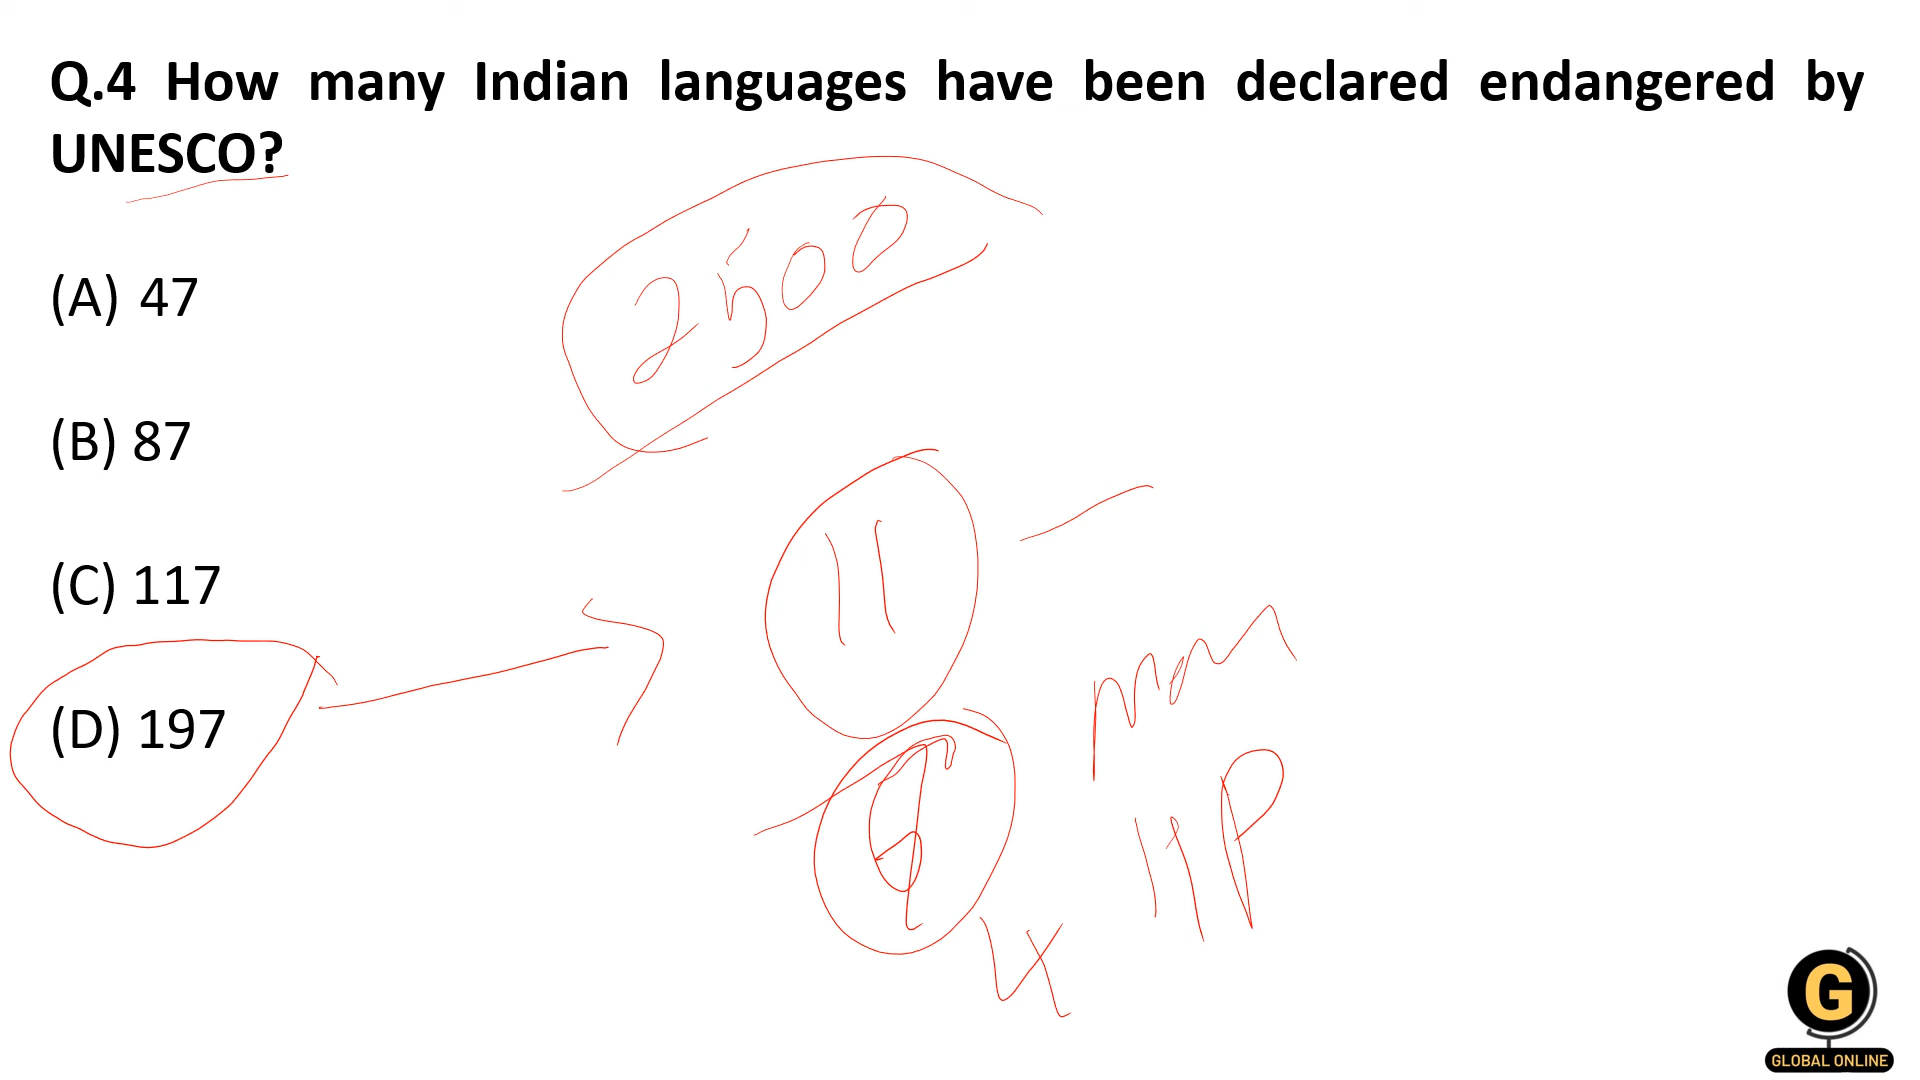 Q.4 How many Indian languages have been declared endangered by
UNESCO?
2500
(A) 47
(B) 87
(C) 117
11
(D) 197
HP
G
GLOBAL ONLINE